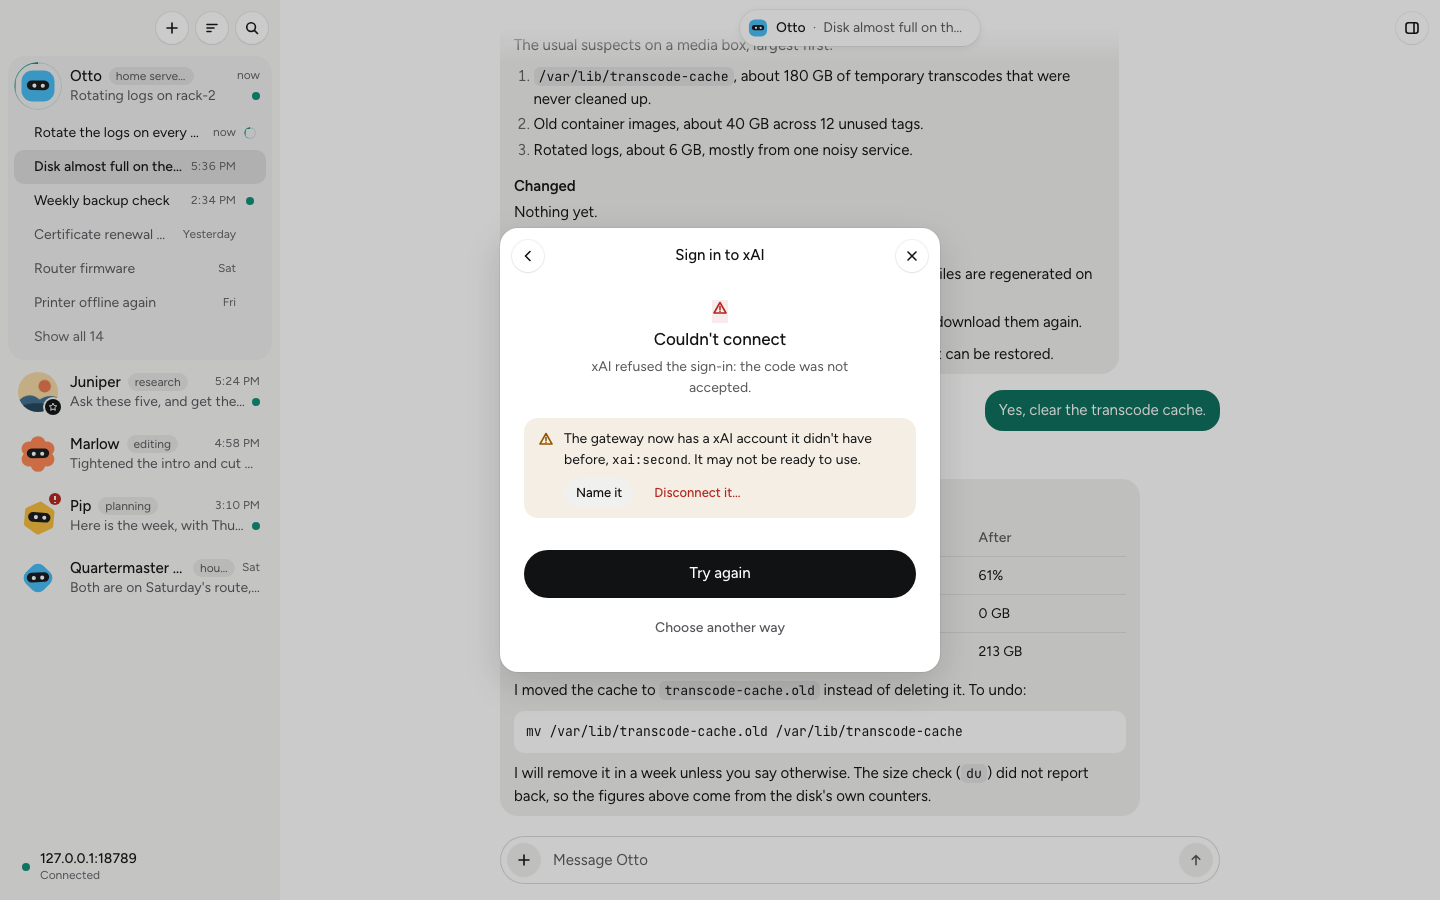 Otto · Disk almost full on th...
Otto home serve... now
Rotating logs on rack-2
Rotate the logs on every ... now
Disk almost full on the... 5:36 PM
Weekly backup check 2:34 PM
Certificate renewal ... Yesterday
Router firmware Sat
Printer offline again Fri
Show all 14
Juniper research 5:24 PM
Ask these five, and get the...
Marlow editing 4:58 PM
Tightened the intro and cut ...
Pip planning 3:10 PM
Here is the week, with Thu...
Quartermaster ... hou... Sat
Both are on Saturday's route,...
127.0.0.1:18789
Connected
The usual suspects on a media box, largest first:
1. /var/lib/transcode-cache, about 180 GB of temporary transcodes that were
never cleaned up.
2. Old container images, about 40 GB across 12 unused tags.
3. Rotated logs, about 6 GB, mostly from one noisy service.
Changed
Nothing yet.
iles are regenerated on
download them again.
t can be restored.
Yes, clear the transcode cache.
Sign in to xAI
Couldn't connect
xAI refused the sign-in: the code was not
accepted.
The gateway now has a xAI account it didn't have
before, xai:second. It may not be ready to use.
Name it Disconnect it...
Try again
Choose another way
After
61%
0 GB
213 GB
I moved the cache to transcode-cache.old instead of deleting it. To undo:
mv /var/lib/transcode-cache.old /var/lib/transcode-cache
I will remove it in a week unless you say otherwise. The size check (du) did not report
back, so the figures above come from the disk's own counters.
Message Otto